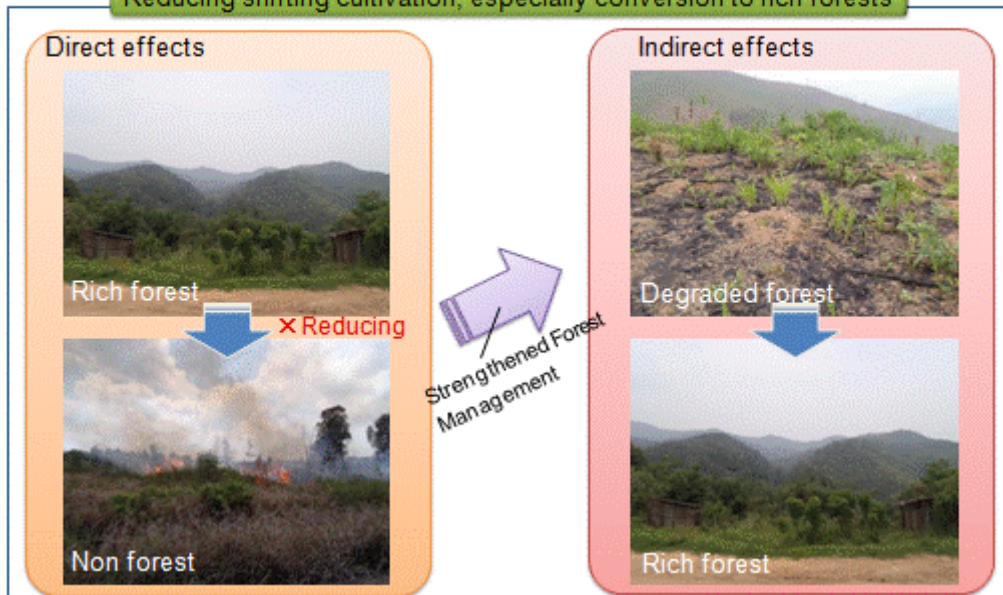 Reducing shifting cultivation, especially conversion to rich forests
Direct effects
Rich forest
× Reducing
Non forest
Strengthened Forest
Management
Indirect effects
Degraded forest
Rich forest